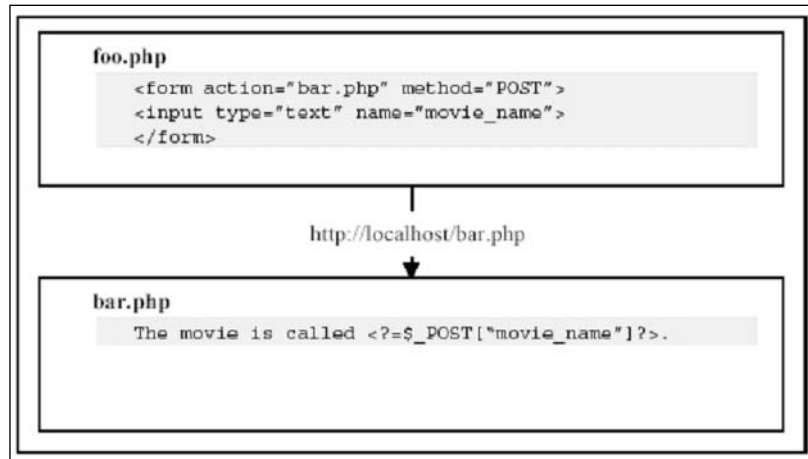 foo.php
<form action="bar.php" method="POST">
<input type="text" name="movie_name">
</form>
http://localhost/bar.php
bar.php
The movie is called <?=$_POST["movie_name"]?>.